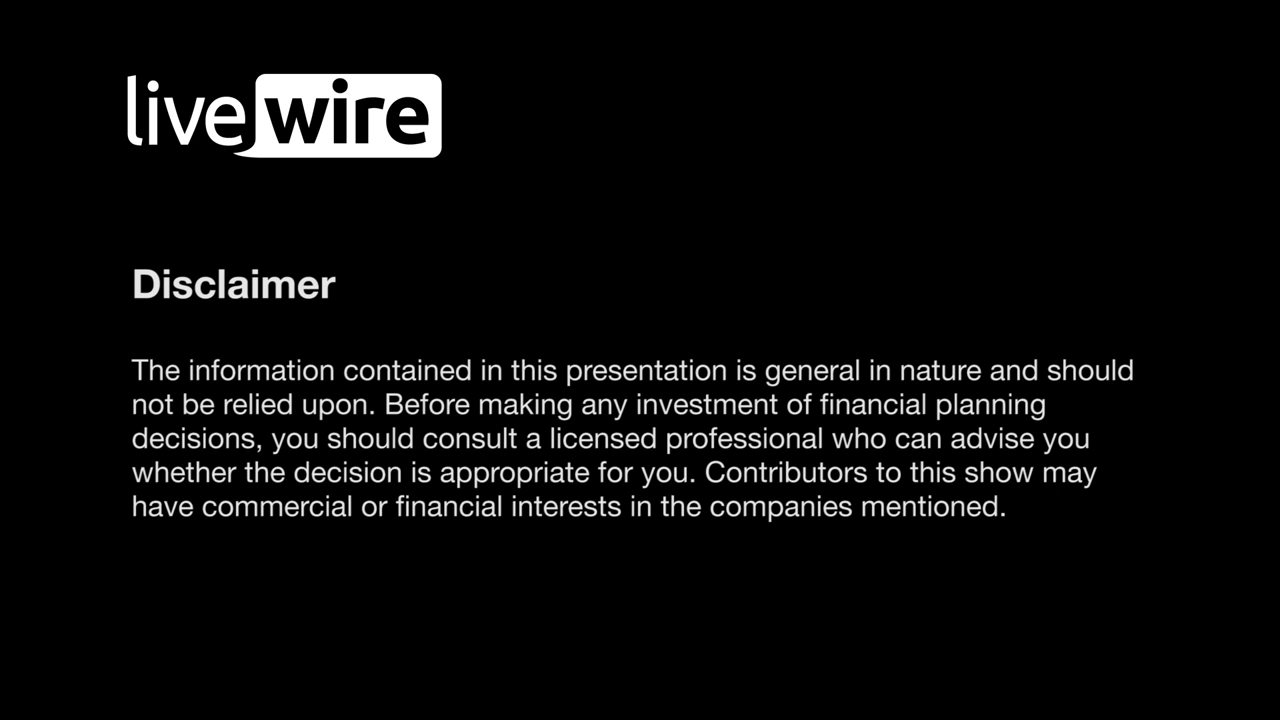 livewire
Disclaimer
The information contained in this presentation is general in nature and should
not be relied upon. Before making any investment of financial planning
decisions, you should consult a licensed professional who can advise you
whether the decision is appropriate for you. Contributors to this show may
have commercial or financial interests in the companies mentioned.